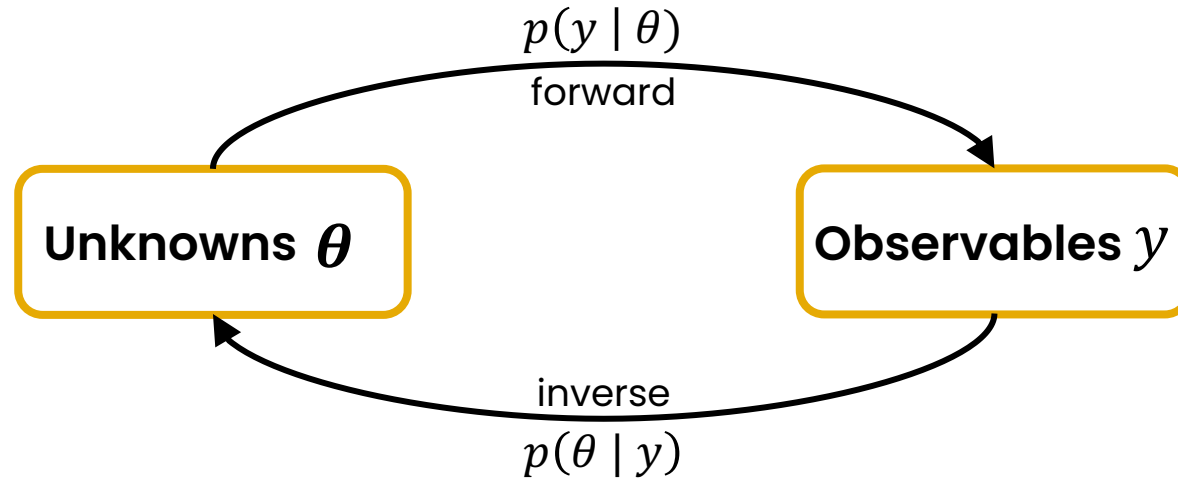 p(y | θ)
forward
Unknowns θ
Observables y
inverse
p(θ | y)